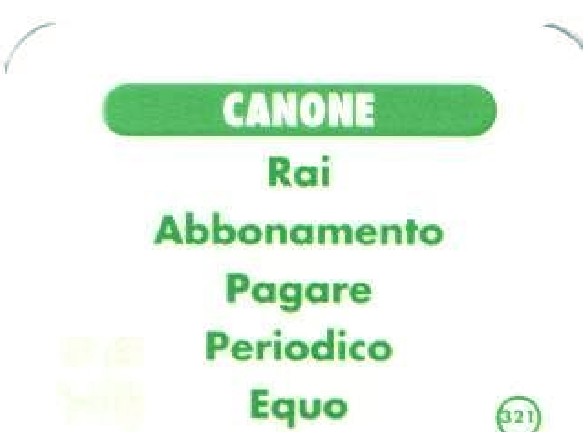 CANONE
Rai
Abbonamento
Pagare
Periodico
Equo
321